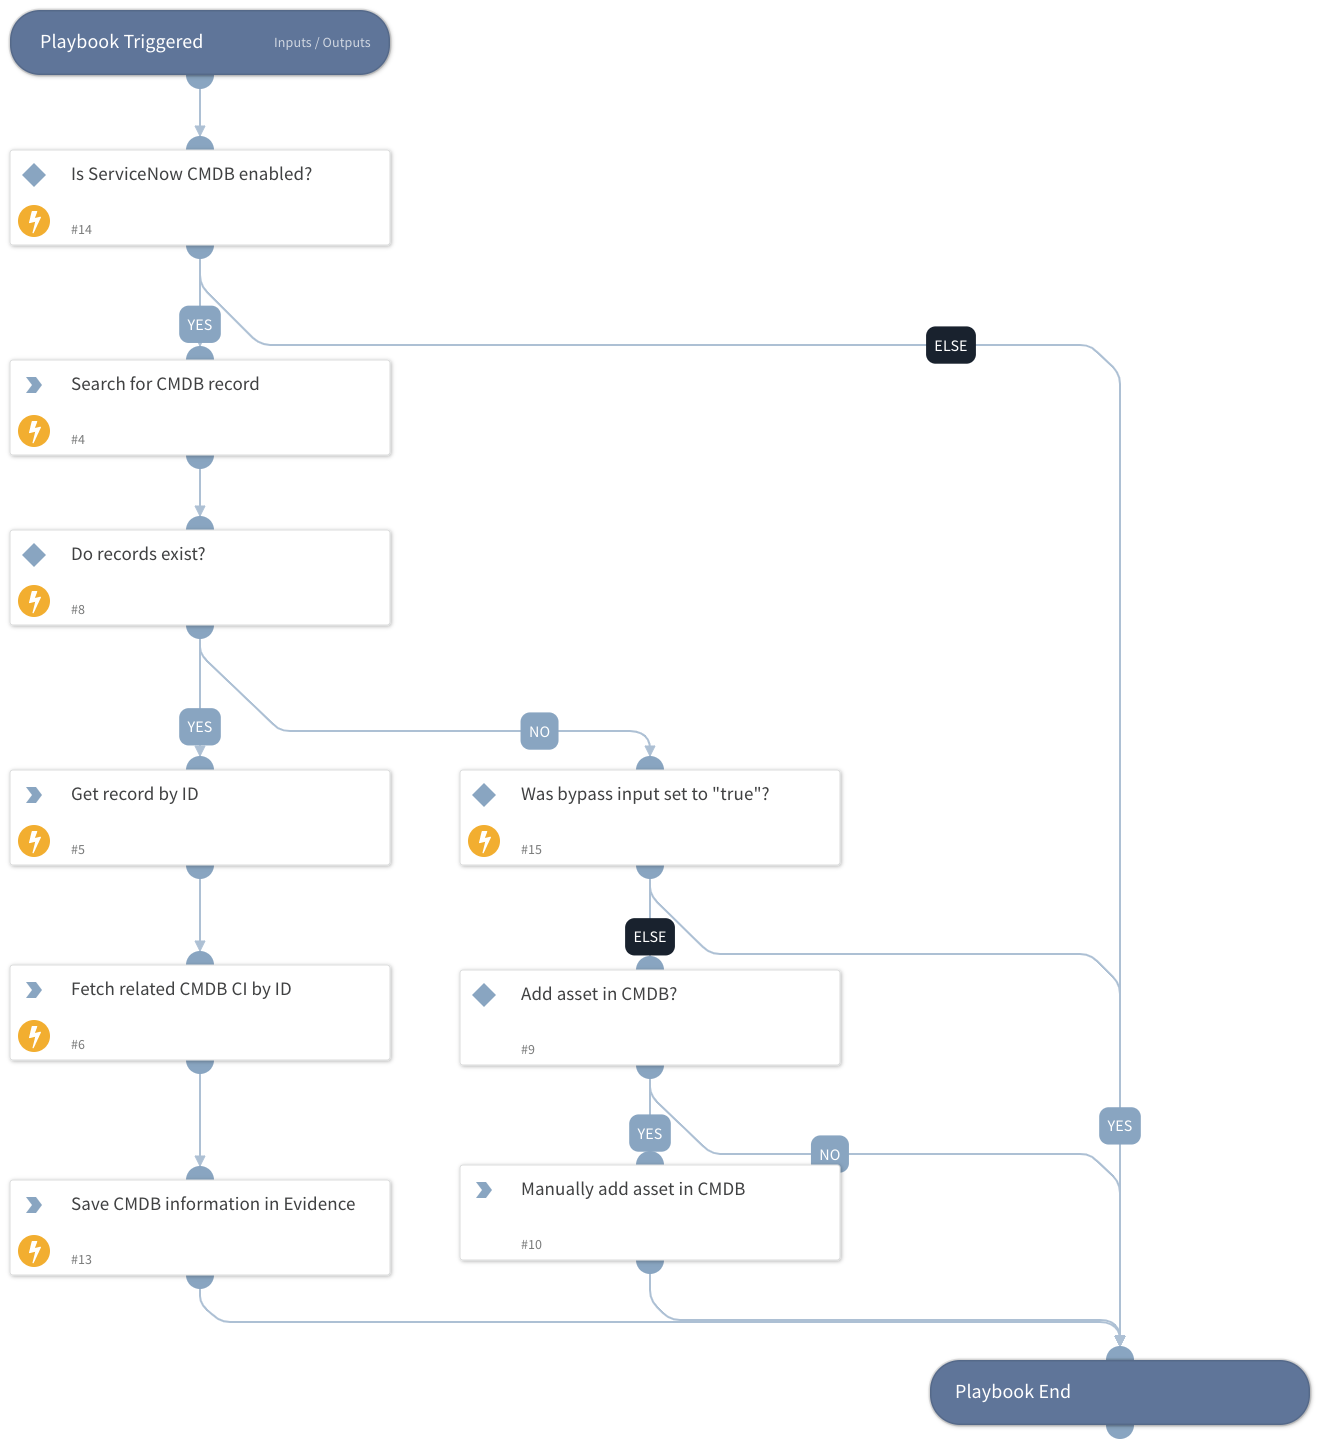 Playbook Triggered
Inputs / Outputs
Is ServiceNow CMDB enabled?
#14
YES
ELSE
Search for CMDB record
#4
Do records exist?
#8
YES
NO
Get record by ID
#5
Was bypass input set to "true"?
#15
ELSE
Fetch related CMDB CI by ID
#6
Add asset in CMDB?
#9
YES
YES
NO
Save CMDB information in Evidence
#13
Manually add asset in CMDB
#10
Playbook End